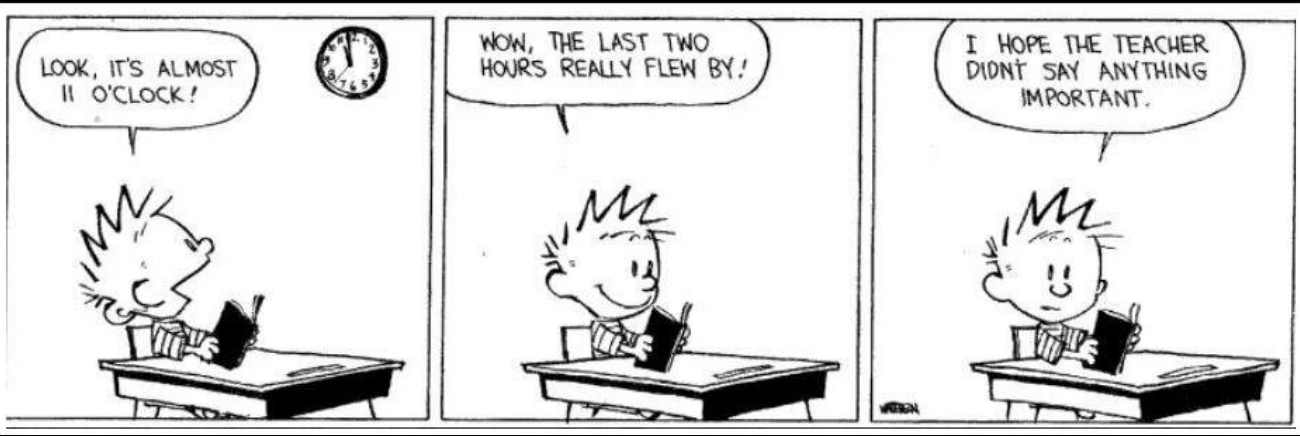 LOOK, IT'S ALMOST
11 O'CLOCK!
WOW, THE LAST TWO
HOURS REALLY FLEW BY!
I HOPE THE TEACHER
DIDN'T SAY ANYTHING
IMPORTANT.
WATTERSON